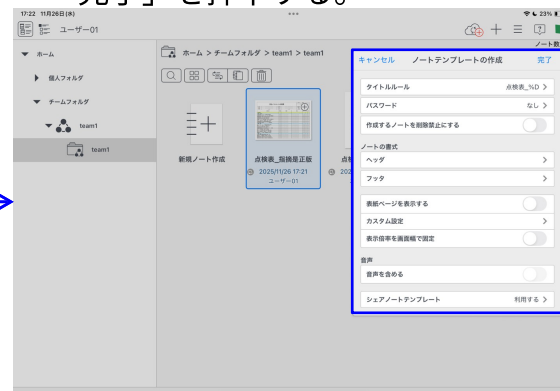 完了」を押下する。
17:22 11月26日(水)
23%
ユーザー01
ノート数
ホーム
ホーム > チームフォルダ > team1 > team1
個人フォルダ
チームフォルダ
team1
team1
新規ノート作成
点検表_指摘是正版
2025/11/26 17:21
ユーザー01
キャンセル ノートテンプレートの作成 完了
タイトルルール 点検表_%D >
パスワード なし >
作成するノートを削除禁止にする
ノートの書式
ヘッダ >
フッタ >
表紙ページを表示する
カスタム設定 >
表示倍率を画面幅で固定
音声
音声を含める
シェアノートテンプレート 利用する >